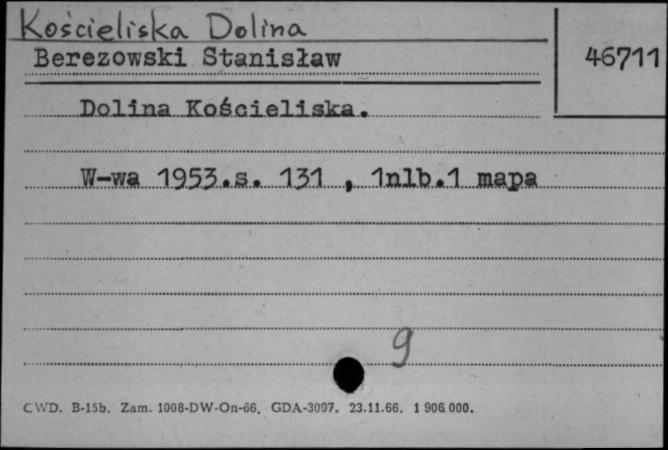 Kościeliska Dolina
Berezowski Stanisław
46711
Dolina Kościeliska.
W-wa 1953.s. 131 , 1nlb.1 mapa
9
CWD. B-15b. Zam. 1008-DW-On-66. GDA-3097. 23.11.66. 1 906 000.